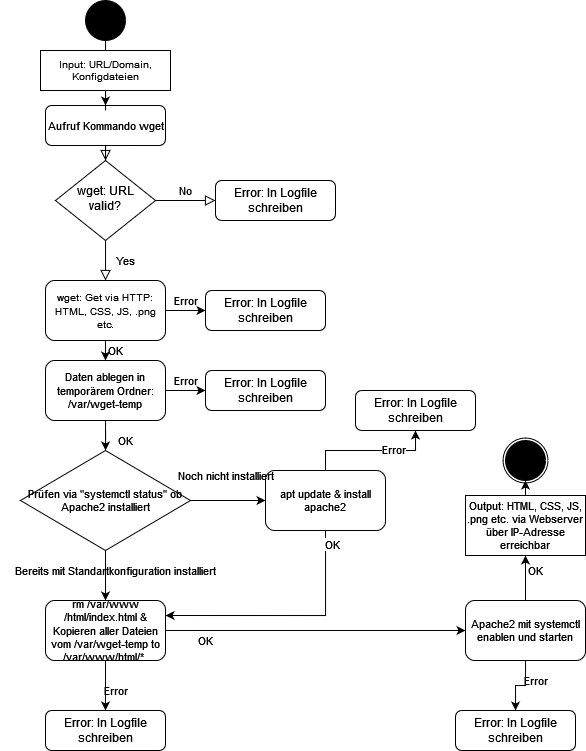 Input: URL/Domain,
Konfigdateien
Aufruf Kommando wget
wget: URL
valid?
No
Error: In Logfile
schreiben
Yes
wget: Get via HTTP:
HTML, CSS, JS, .png
etc.
Error
Error: In Logfile
schreiben
OK
Daten ablegen in
temporärem Ordner:
/var/wget-temp
Error
Error: In Logfile
schreiben
OK
Error: In Logfile
schreiben
Error
Prüfen via "systemctl status" ob
Apache2 installiert
Noch nicht installiert
apt update & install
apache2
OK
Output: HTML, CSS, JS,
.png etc. via Webserver
über IP-Adresse
erreichbar
OK
Bereits mit Standartkonfiguration installiert
rm /var/www
/html/index.html &
Kopieren aller Dateien
vom /var/wget-temp to
/var/www/html/*
OK
Apache2 mit systemctl
enablen und starten
Error
Error: In Logfile
schreiben
Error
Error: In Logfile
schreiben